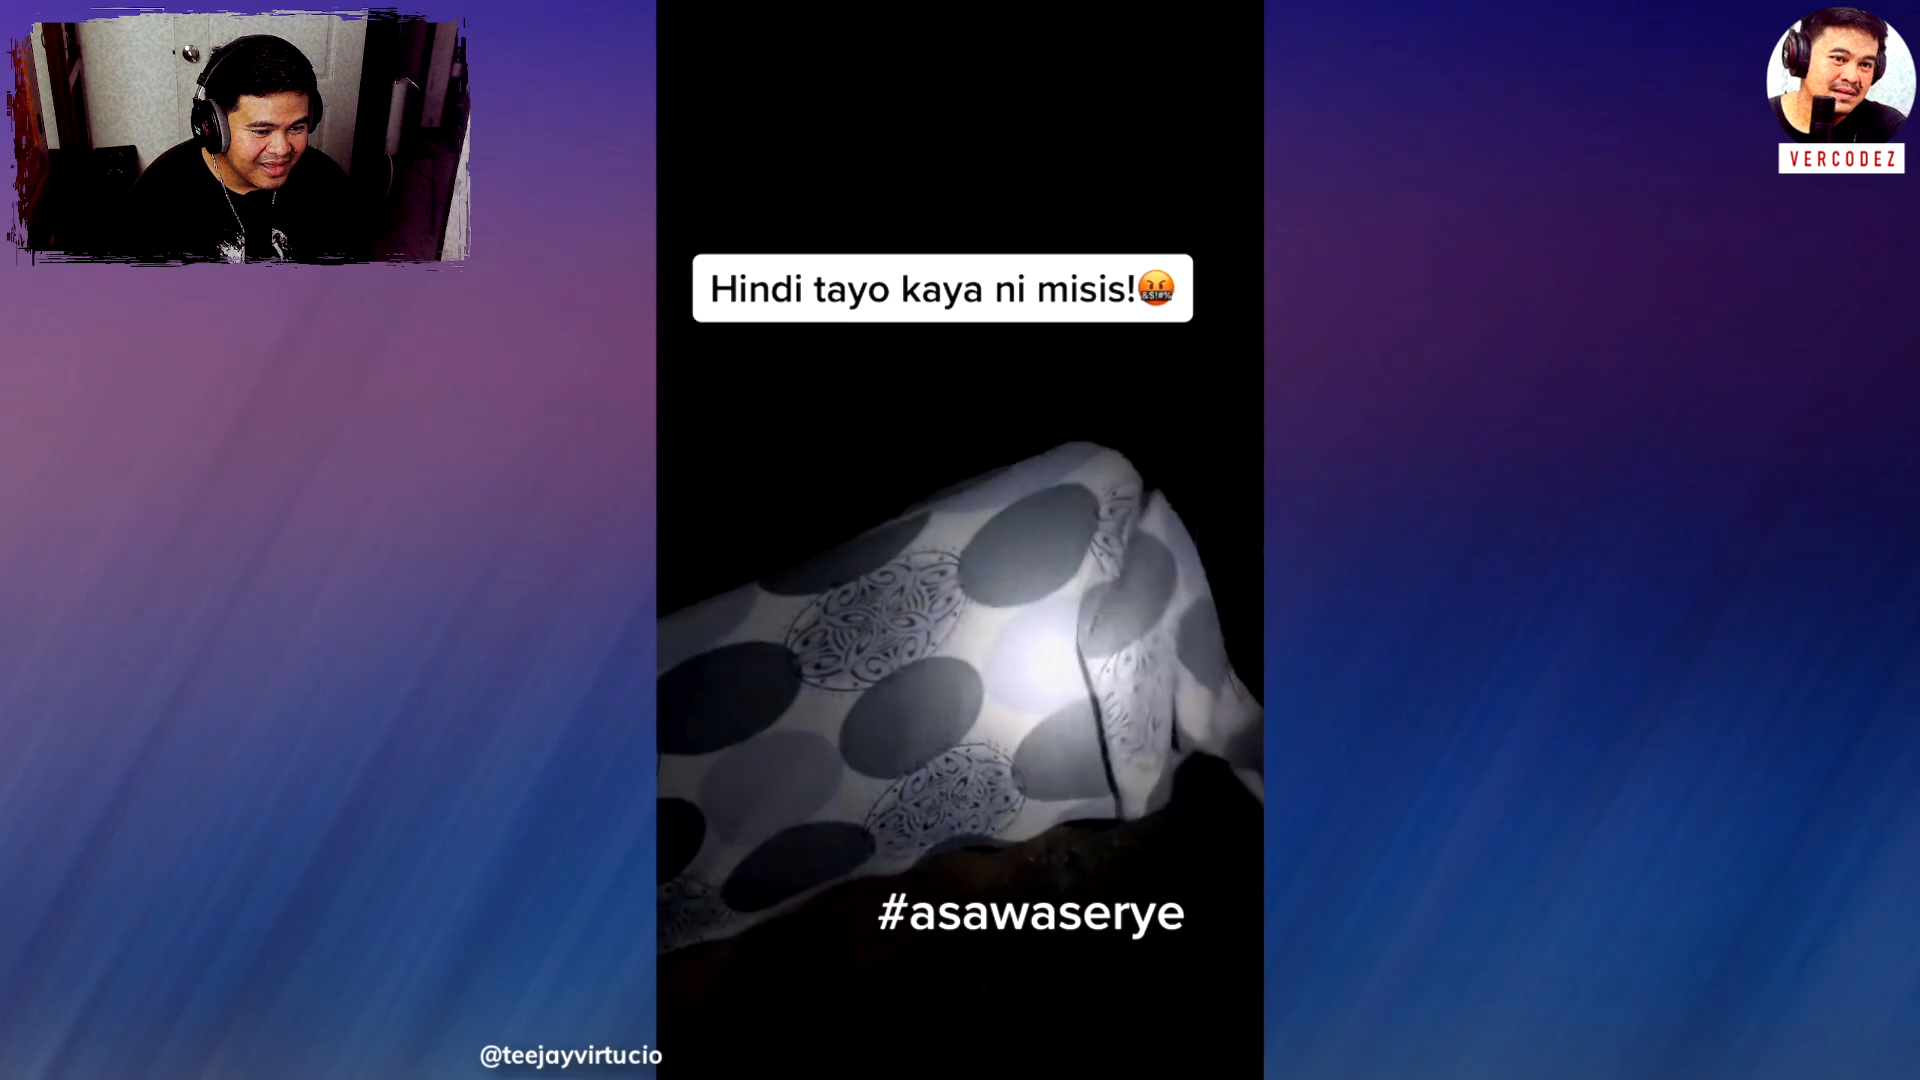 VERCODEZ
Hindi tayo kaya ni misis!🤬
#asawaserye
@teejayvirtucio